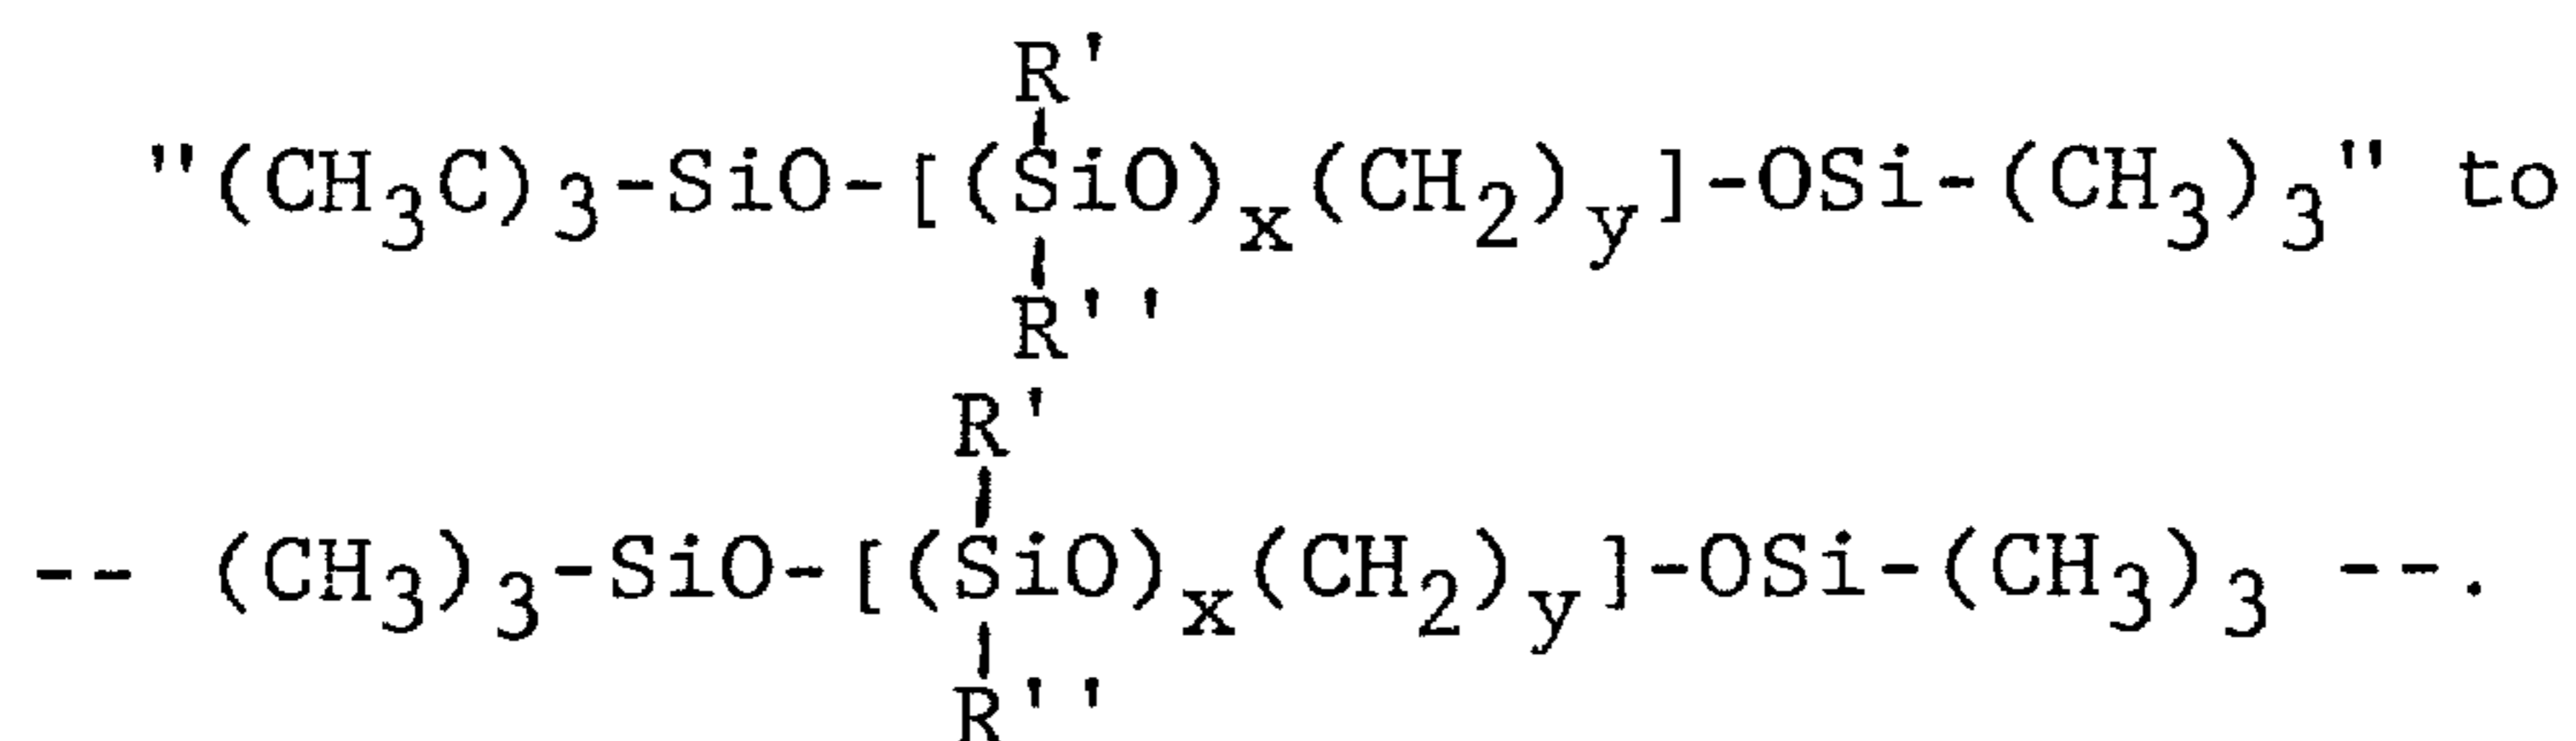 R'
"(CH3C)3-SiO-[(SiO)x(CH2)y]-OSi-(CH3)3" to
R''
R'
-- (CH3)3-SiO-[(SiO)x(CH2)y]-OSi-(CH3)3 --.
R''